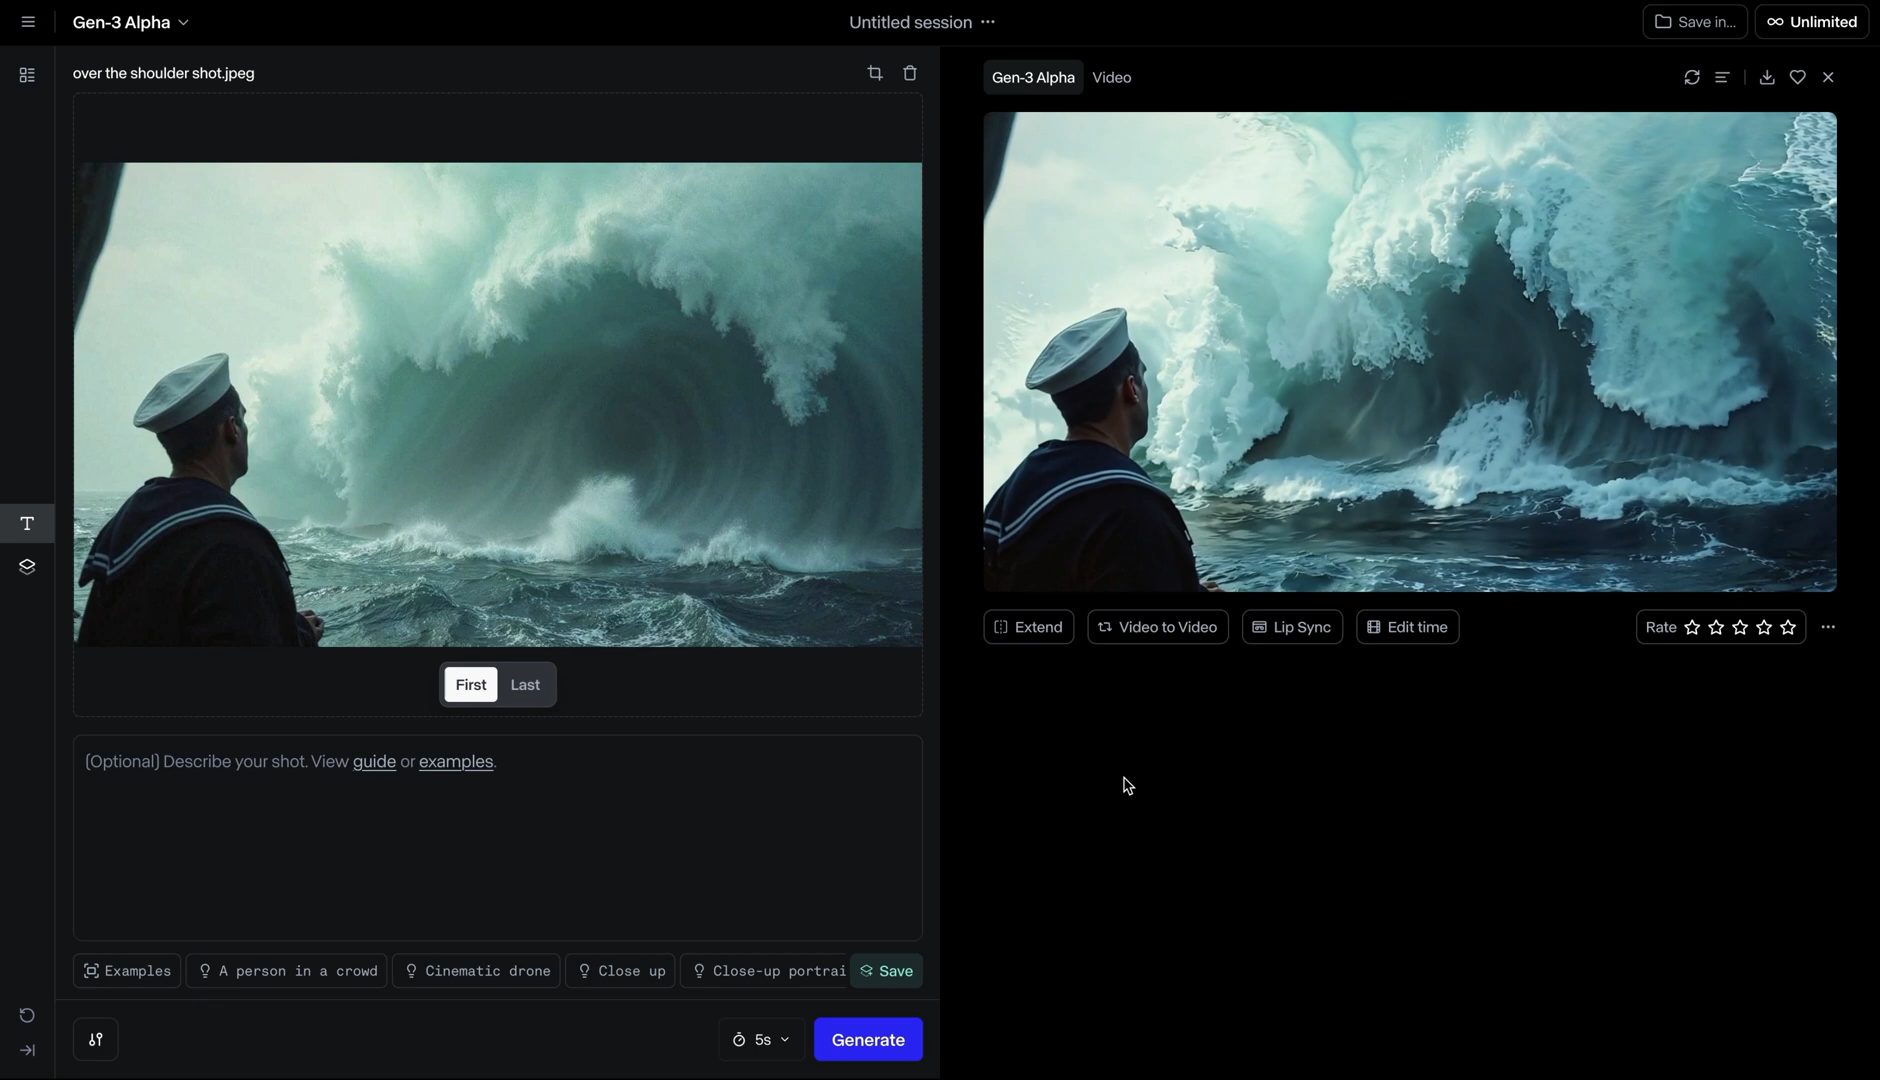 Gen-3 Alpha
Untitled session
Save in...
Unlimited
over the shoulder shot.jpeg
Gen-3 Alpha Video
First Last
Extend Video to Video Lip Sync Edit time Rate
(Optional) Describe your shot. View guide or examples.
Examples A person in a crowd Cinematic drone Close up Close-up portrai Save
5s Generate